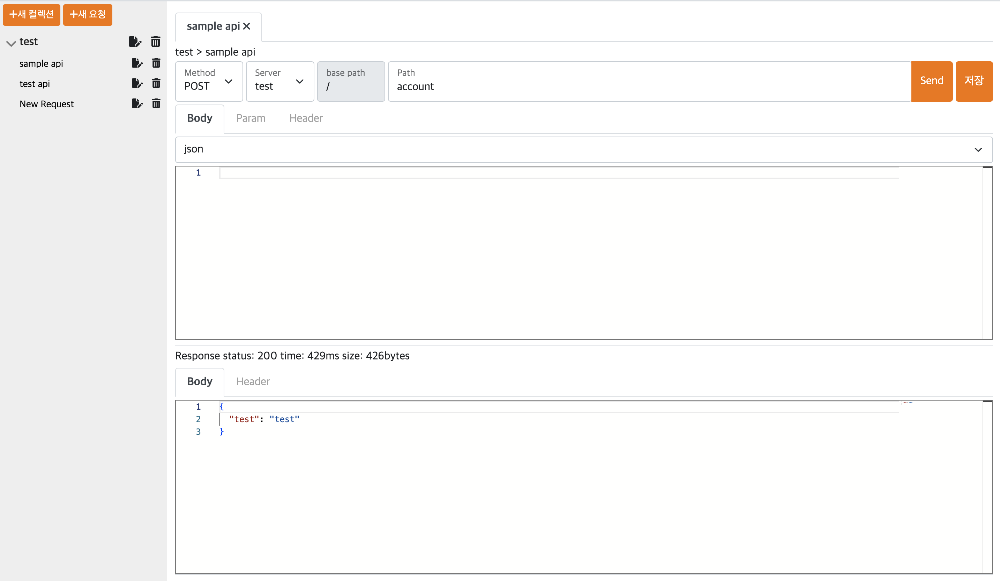 +새 컬렉션 +새 요청
test
sample api
test api
New Request
sample api
test > sample api
Method
POST
Server
test
base path
/
Path
account
Send
저장
Body Param Header
json
1
Response status: 200 time: 429ms size: 426bytes
Body Header
1 {
2 "test": "test"
3 }